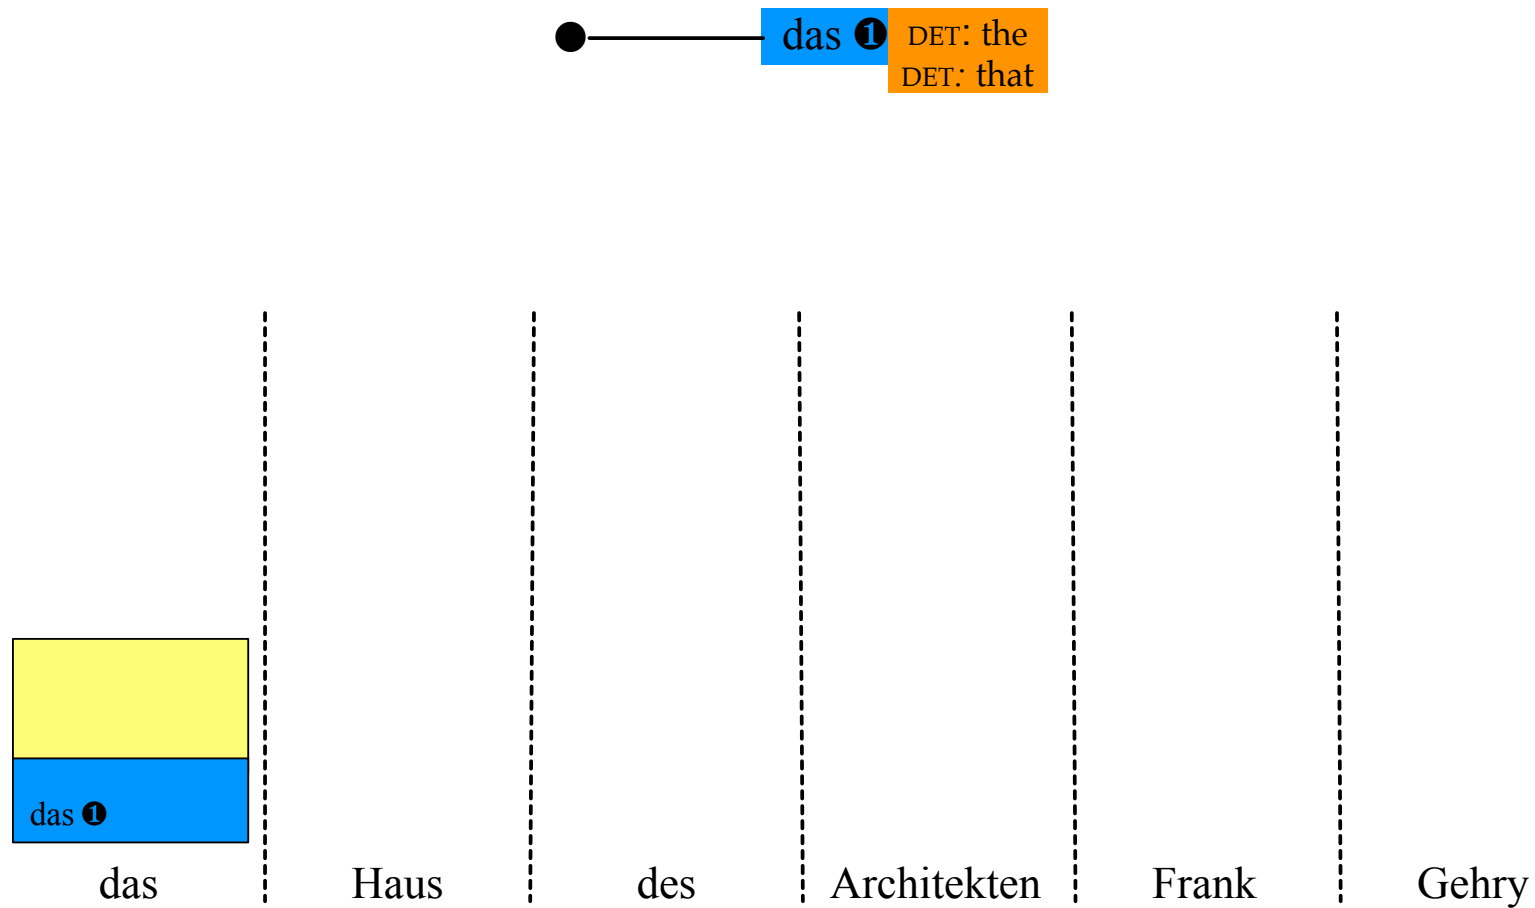 das ❶
DET: the
DET: that
das ❶
das Haus des Architekten Frank Gehry